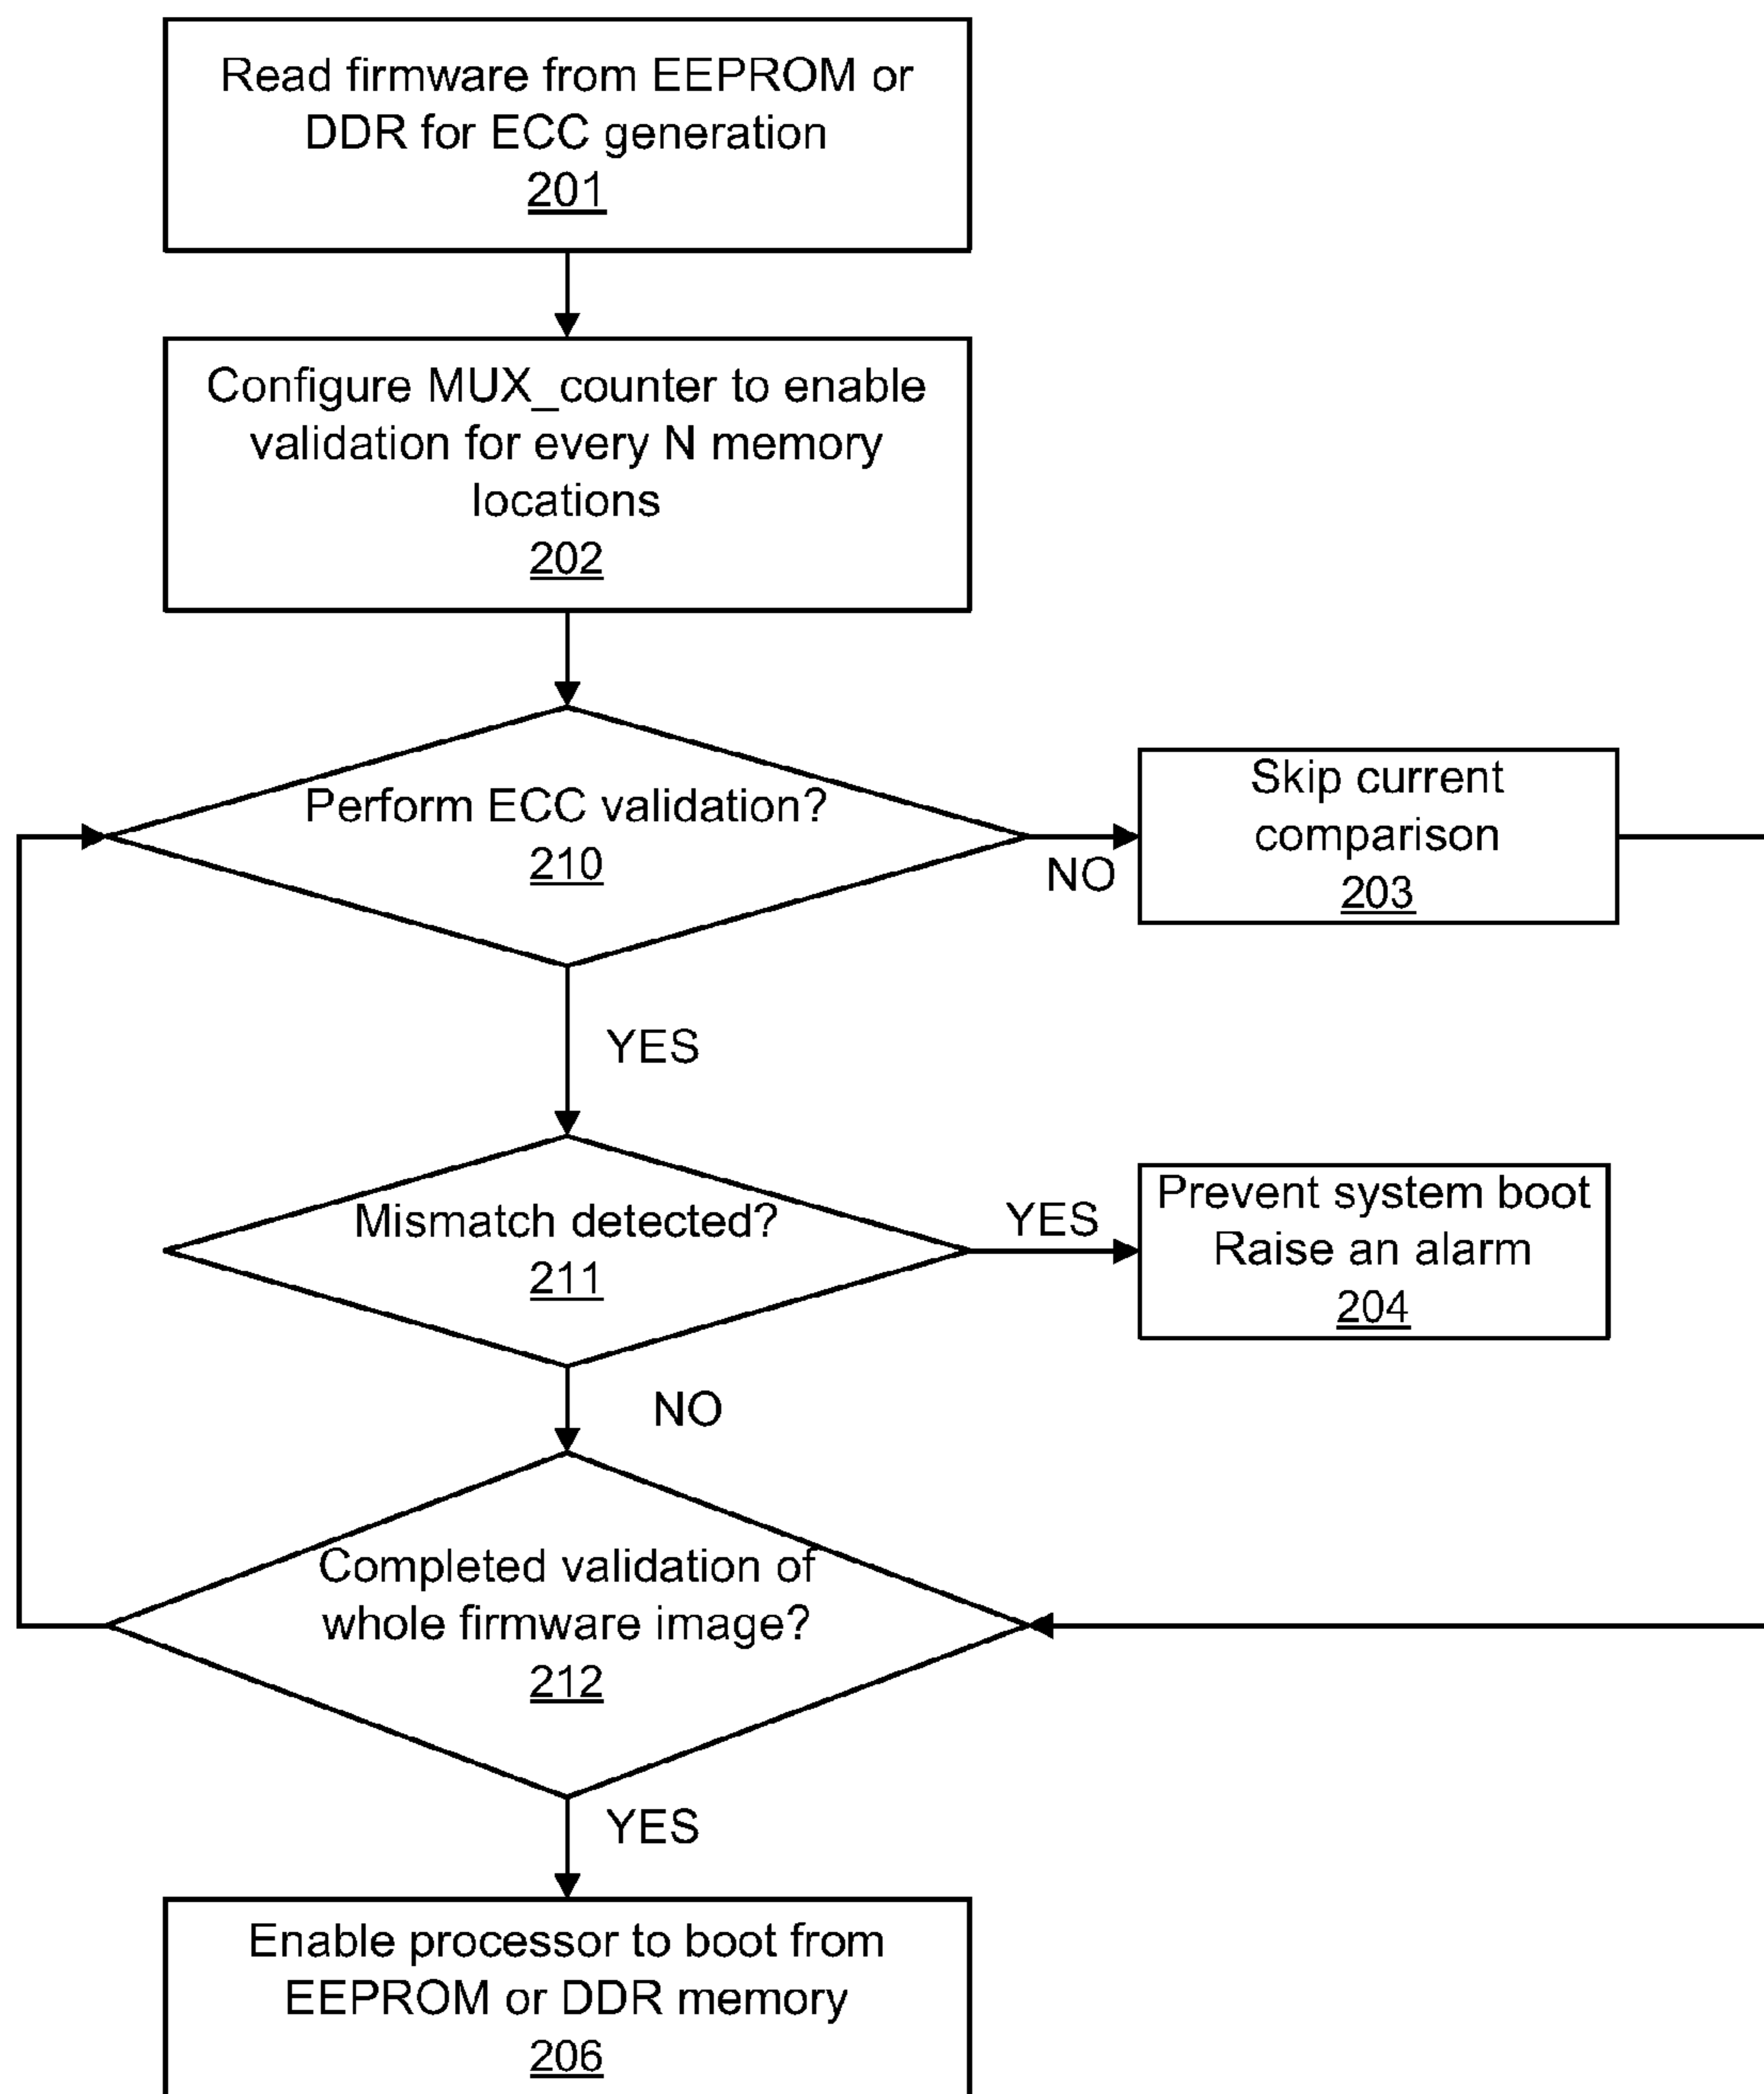 Read firmware from EEPROM or
DDR for ECC generation
201
Configure MUX_counter to enable
validation for every N memory
locations
202
Perform ECC validation?
210
NO
Skip current
comparison
203
YES
Mismatch detected?
211
YES
Prevent system boot
Raise an alarm
204
NO
Completed validation of
whole firmware image?
212
YES
Enable processor to boot from
EEPROM or DDR memory
206